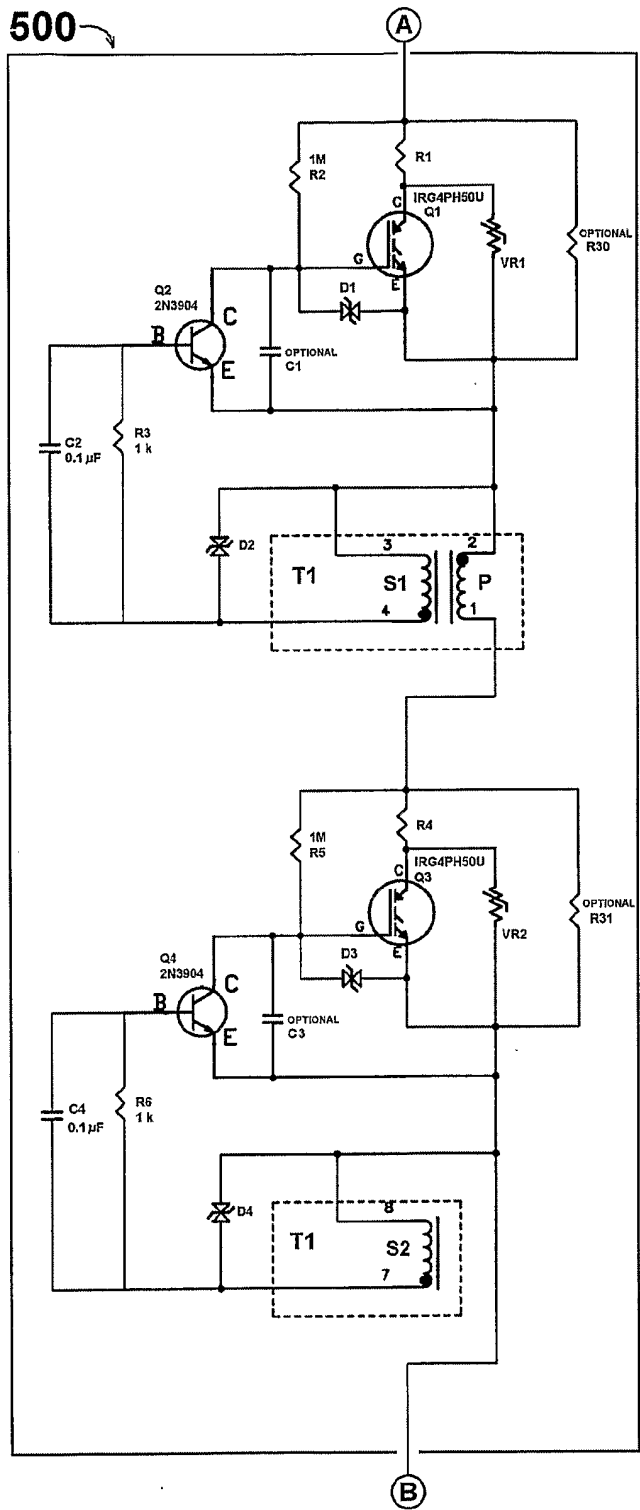 500
A
1M
R2
R1
IRG4PH50U
C
Q1
G
E
VR1
OPTIONAL
R30
D1
Q2
2N3904
C
B
E
OPTIONAL
C1
C2
0.1 µF
R3
1 k
D2
T1
3
S1
4
2
P
1
1M
R5
R4
IRG4PH50U
C
Q3
G
E
VR2
OPTIONAL
R31
D3
Q4
2N3904
C
B
E
OPTIONAL
C3
C4
0.1 µF
R6
1 k
D4
T1
8
S2
7
B